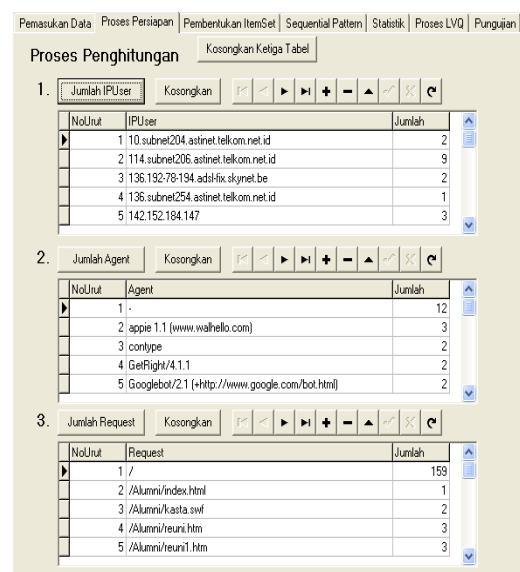 Pemasukan Data Proses Persiapan Pembentukan ItemSet Sequential Pattern Statistik Proses LVQ Pungujian
Proses Penghitungan Kosongkan Ketiga Tabel
1. Jumlah IPUser Kosongkan
NoUrut IPUser Jumlah
1 10.subnet204.astinet.telkom.net.id 2
2 114.subnet206.astinet.telkom.net.id 9
3 136.192-78-194.adsl-fix.skynet.be 2
4 136.subnet254.astinet.telkom.net.id 1
5 142.152.184.147 3
2. Jumlah Agent Kosongkan
NoUrut Agent Jumlah
1 - 12
2 appie 1.1 (www.walhello.com) 3
3 contype 2
4 GetRight/4.1.1 2
5 Googlebot/2.1 (+http://www.google.com/bot.html) 2
3. Jumlah Request Kosongkan
NoUrut Request Jumlah
1 / 159
2 /Alumni/index.html 1
3 /Alumni/kasta.swf 2
4 /Alumni/reuni.htm 3
5 /Alumni/reuni1.htm 3